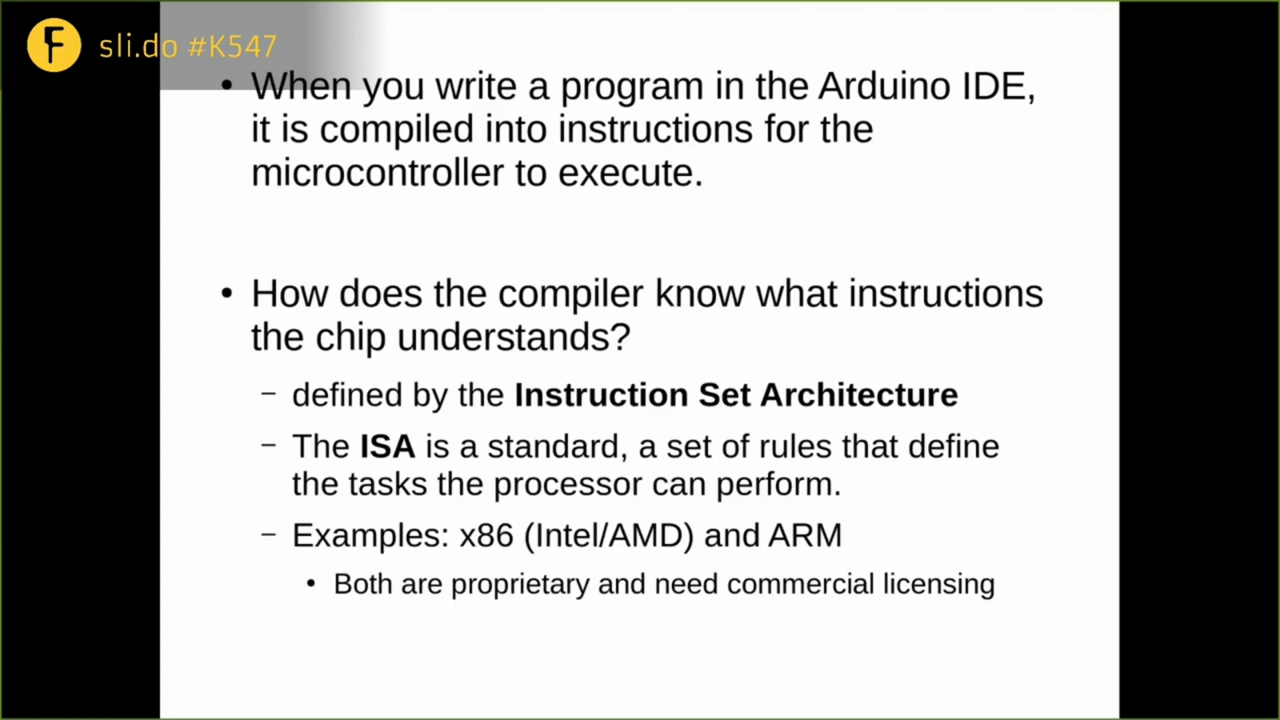 sli.do #K547
• When you write a program in the Arduino IDE,
it is compiled into instructions for the
microcontroller to execute.
• How does the compiler know what instructions
the chip understands?
– defined by the Instruction Set Architecture
– The ISA is a standard, a set of rules that define
the tasks the processor can perform.
– Examples: x86 (Intel/AMD) and ARM
• Both are proprietary and need commercial licensing